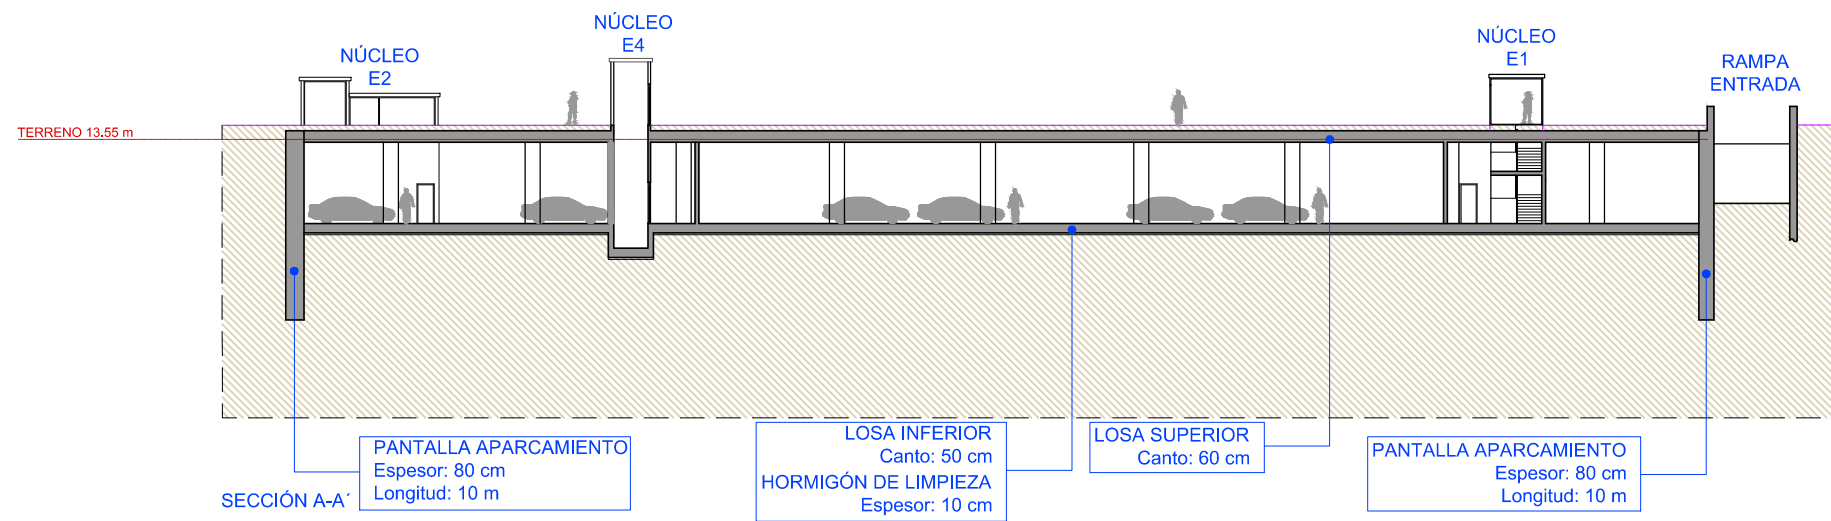 NÚCLEO
E4
NÚCLEO
E2
NÚCLEO
E1
RAMPA
ENTRADA
TERRENO 13.55 m
PANTALLA APARCAMIENTO
Espesor: 80 cm
Longitud: 10 m
LOSA INFERIOR
Canto: 50 cm
HORMIGÓN DE LIMPIEZA
Espesor: 10 cm
LOSA SUPERIOR
Canto: 60 cm
PANTALLA APARCAMIENTO
Espesor: 80 cm
Longitud: 10 m
SECCIÓN A-A´